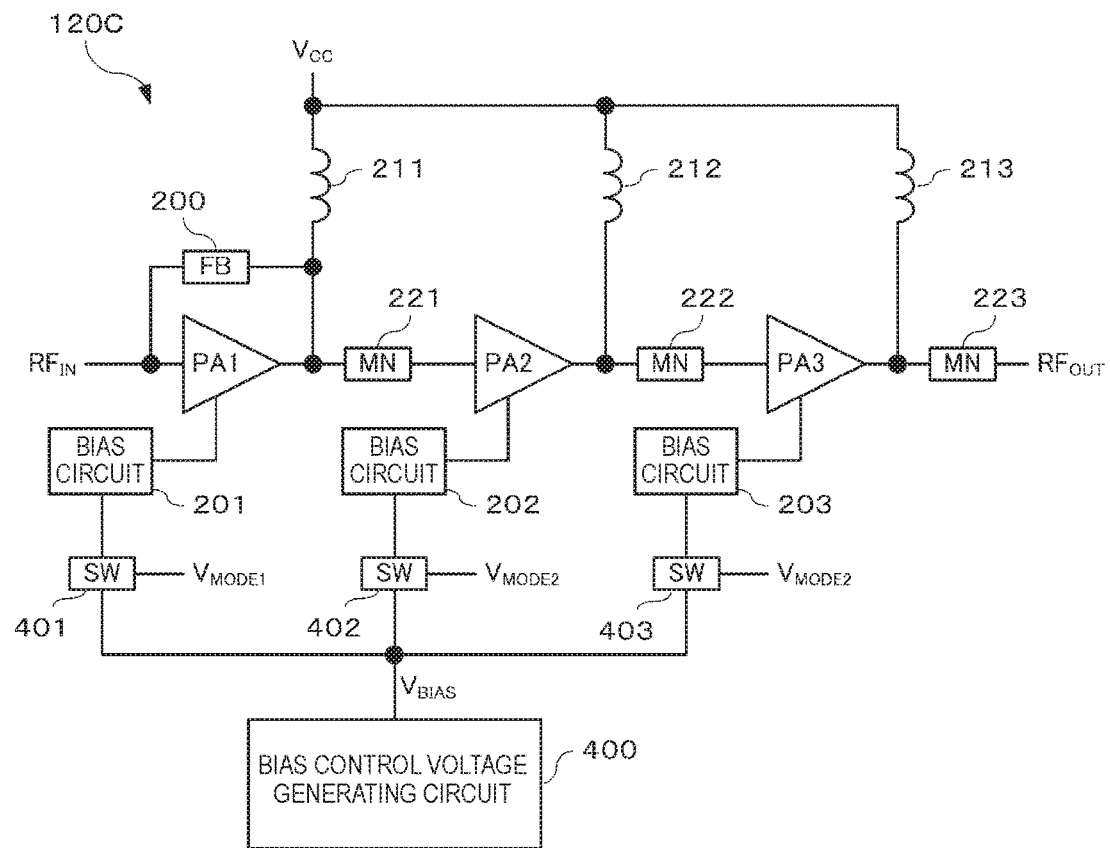 120C
VCC
211
212
213
200
FB
221
222
223
RFIN
PA1
MN
PA2
MN
PA3
MN
RFOUT
BIAS
CIRCUIT
BIAS
CIRCUIT
BIAS
CIRCUIT
201
202
203
SW
VMODE1
SW
VMODE2
SW
VMODE2
401
402
403
VBIAS
BIAS CONTROL VOLTAGE
GENERATING CIRCUIT
400